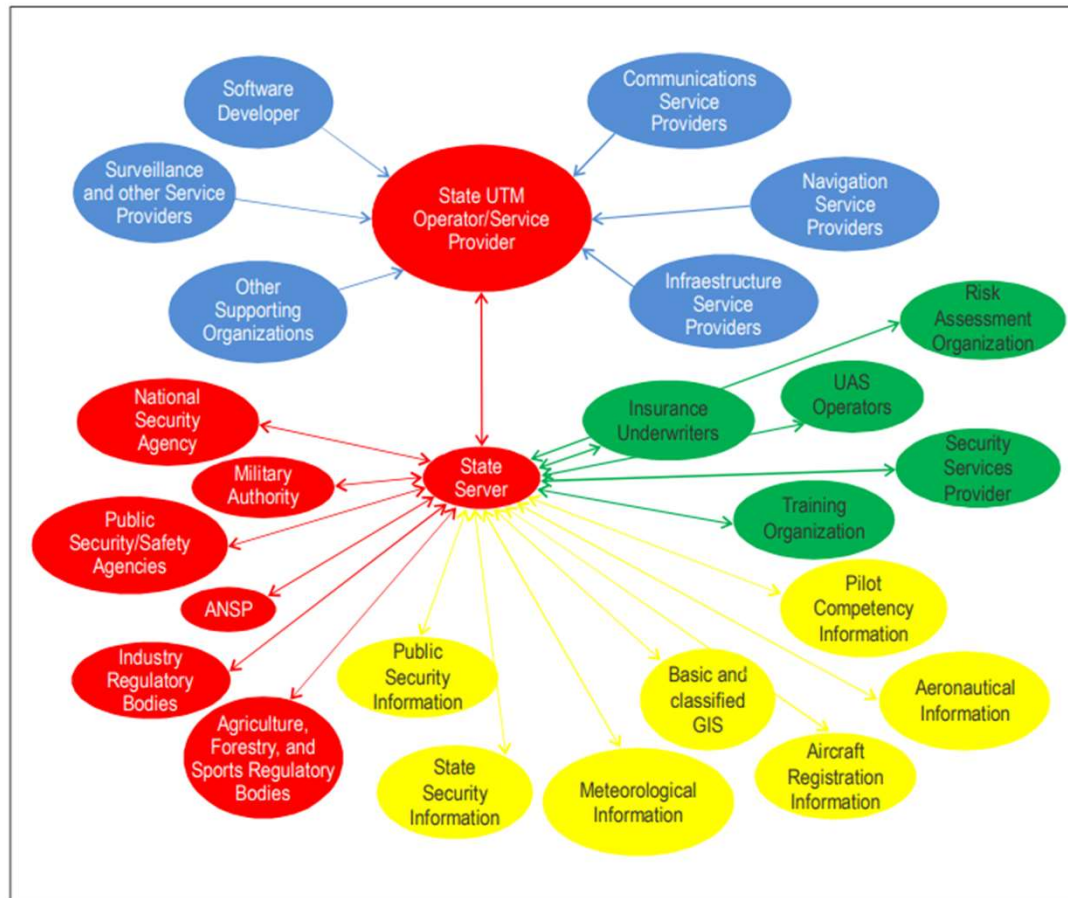 Software
Developer
Communications
Service
Providers
Surveillance
and other Service
Providers
State UTM
Operator/Service
Provider
Navigation
Service
Providers
Other
Supporting
Organizations
Infraestructure
Service
Providers
Risk
Assessment
Organization
National
Security
Agency
Insurance
Underwriters
UAS
Operators
Military
Authority
State
Server
Security
Services
Provider
Public
Security/Safety
Agencies
Training
Organization
ANSP
Pilot
Competency
Information
Industry
Regulatory
Bodies
Public
Security
Information
Basic and
classified
GIS
Aeronautical
Information
Agriculture,
Forestry, and
Sports Regulatory
Bodies
State
Security
Information
Meteorological
Information
Aircraft
Registration
Information